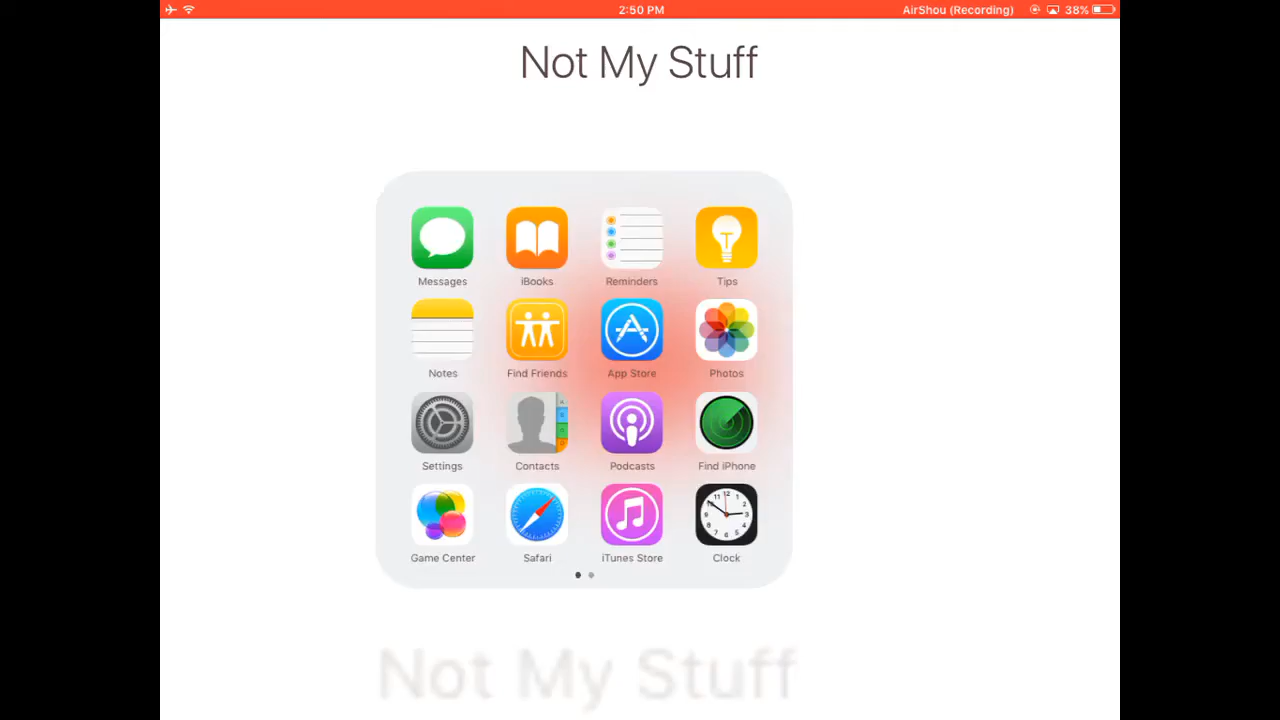 2:50 PM
AirShou (Recording)
38%
Not My Stuff
Messages
iBooks
Reminders
Tips
Notes
Find Friends
App Store
Photos
Settings
Contacts
Podcasts
Find iPhone
Game Center
Safari
iTunes Store
Clock
Not My Stuff